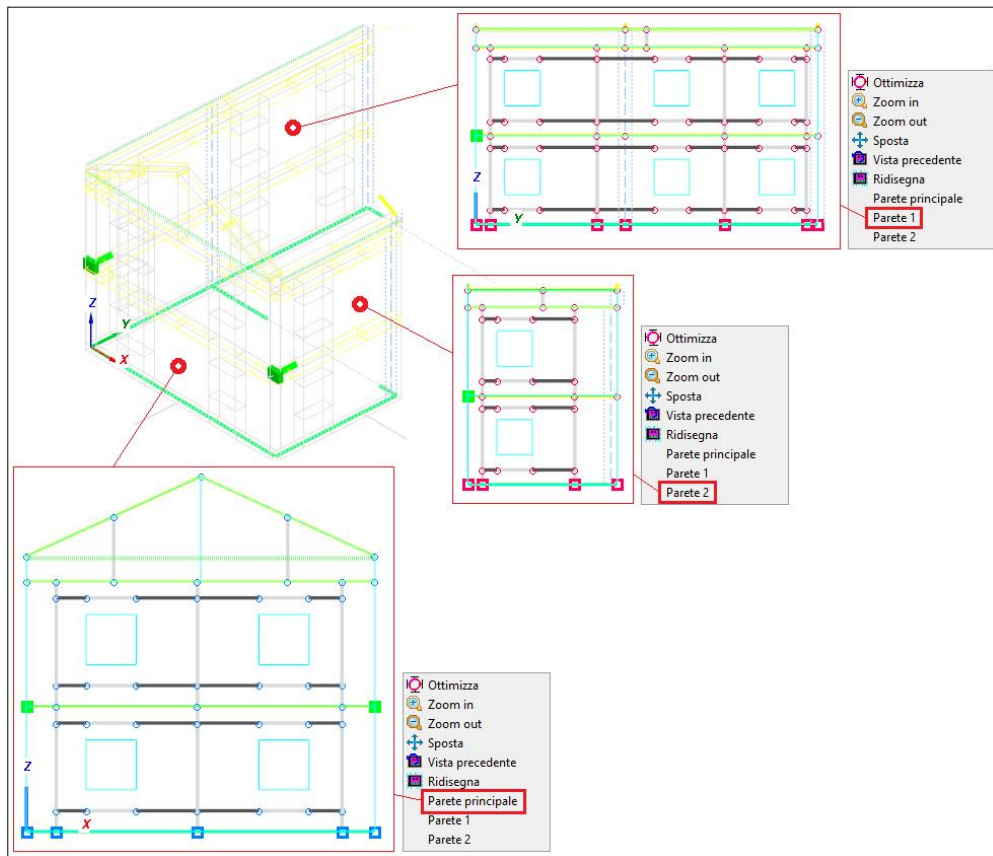 Z
Y
Ottimizza
Zoom in
Zoom out
Sposta
Vista precedente
Ridisegna
Parete principale
Parete 1
Parete 2
Z
Y
X
Ottimizza
Zoom in
Zoom out
Sposta
Vista precedente
Ridisegna
Parete principale
Parete 1
Parete 2
Z
X
Ottimizza
Zoom in
Zoom out
Sposta
Vista precedente
Ridisegna
Parete principale
Parete 1
Parete 2